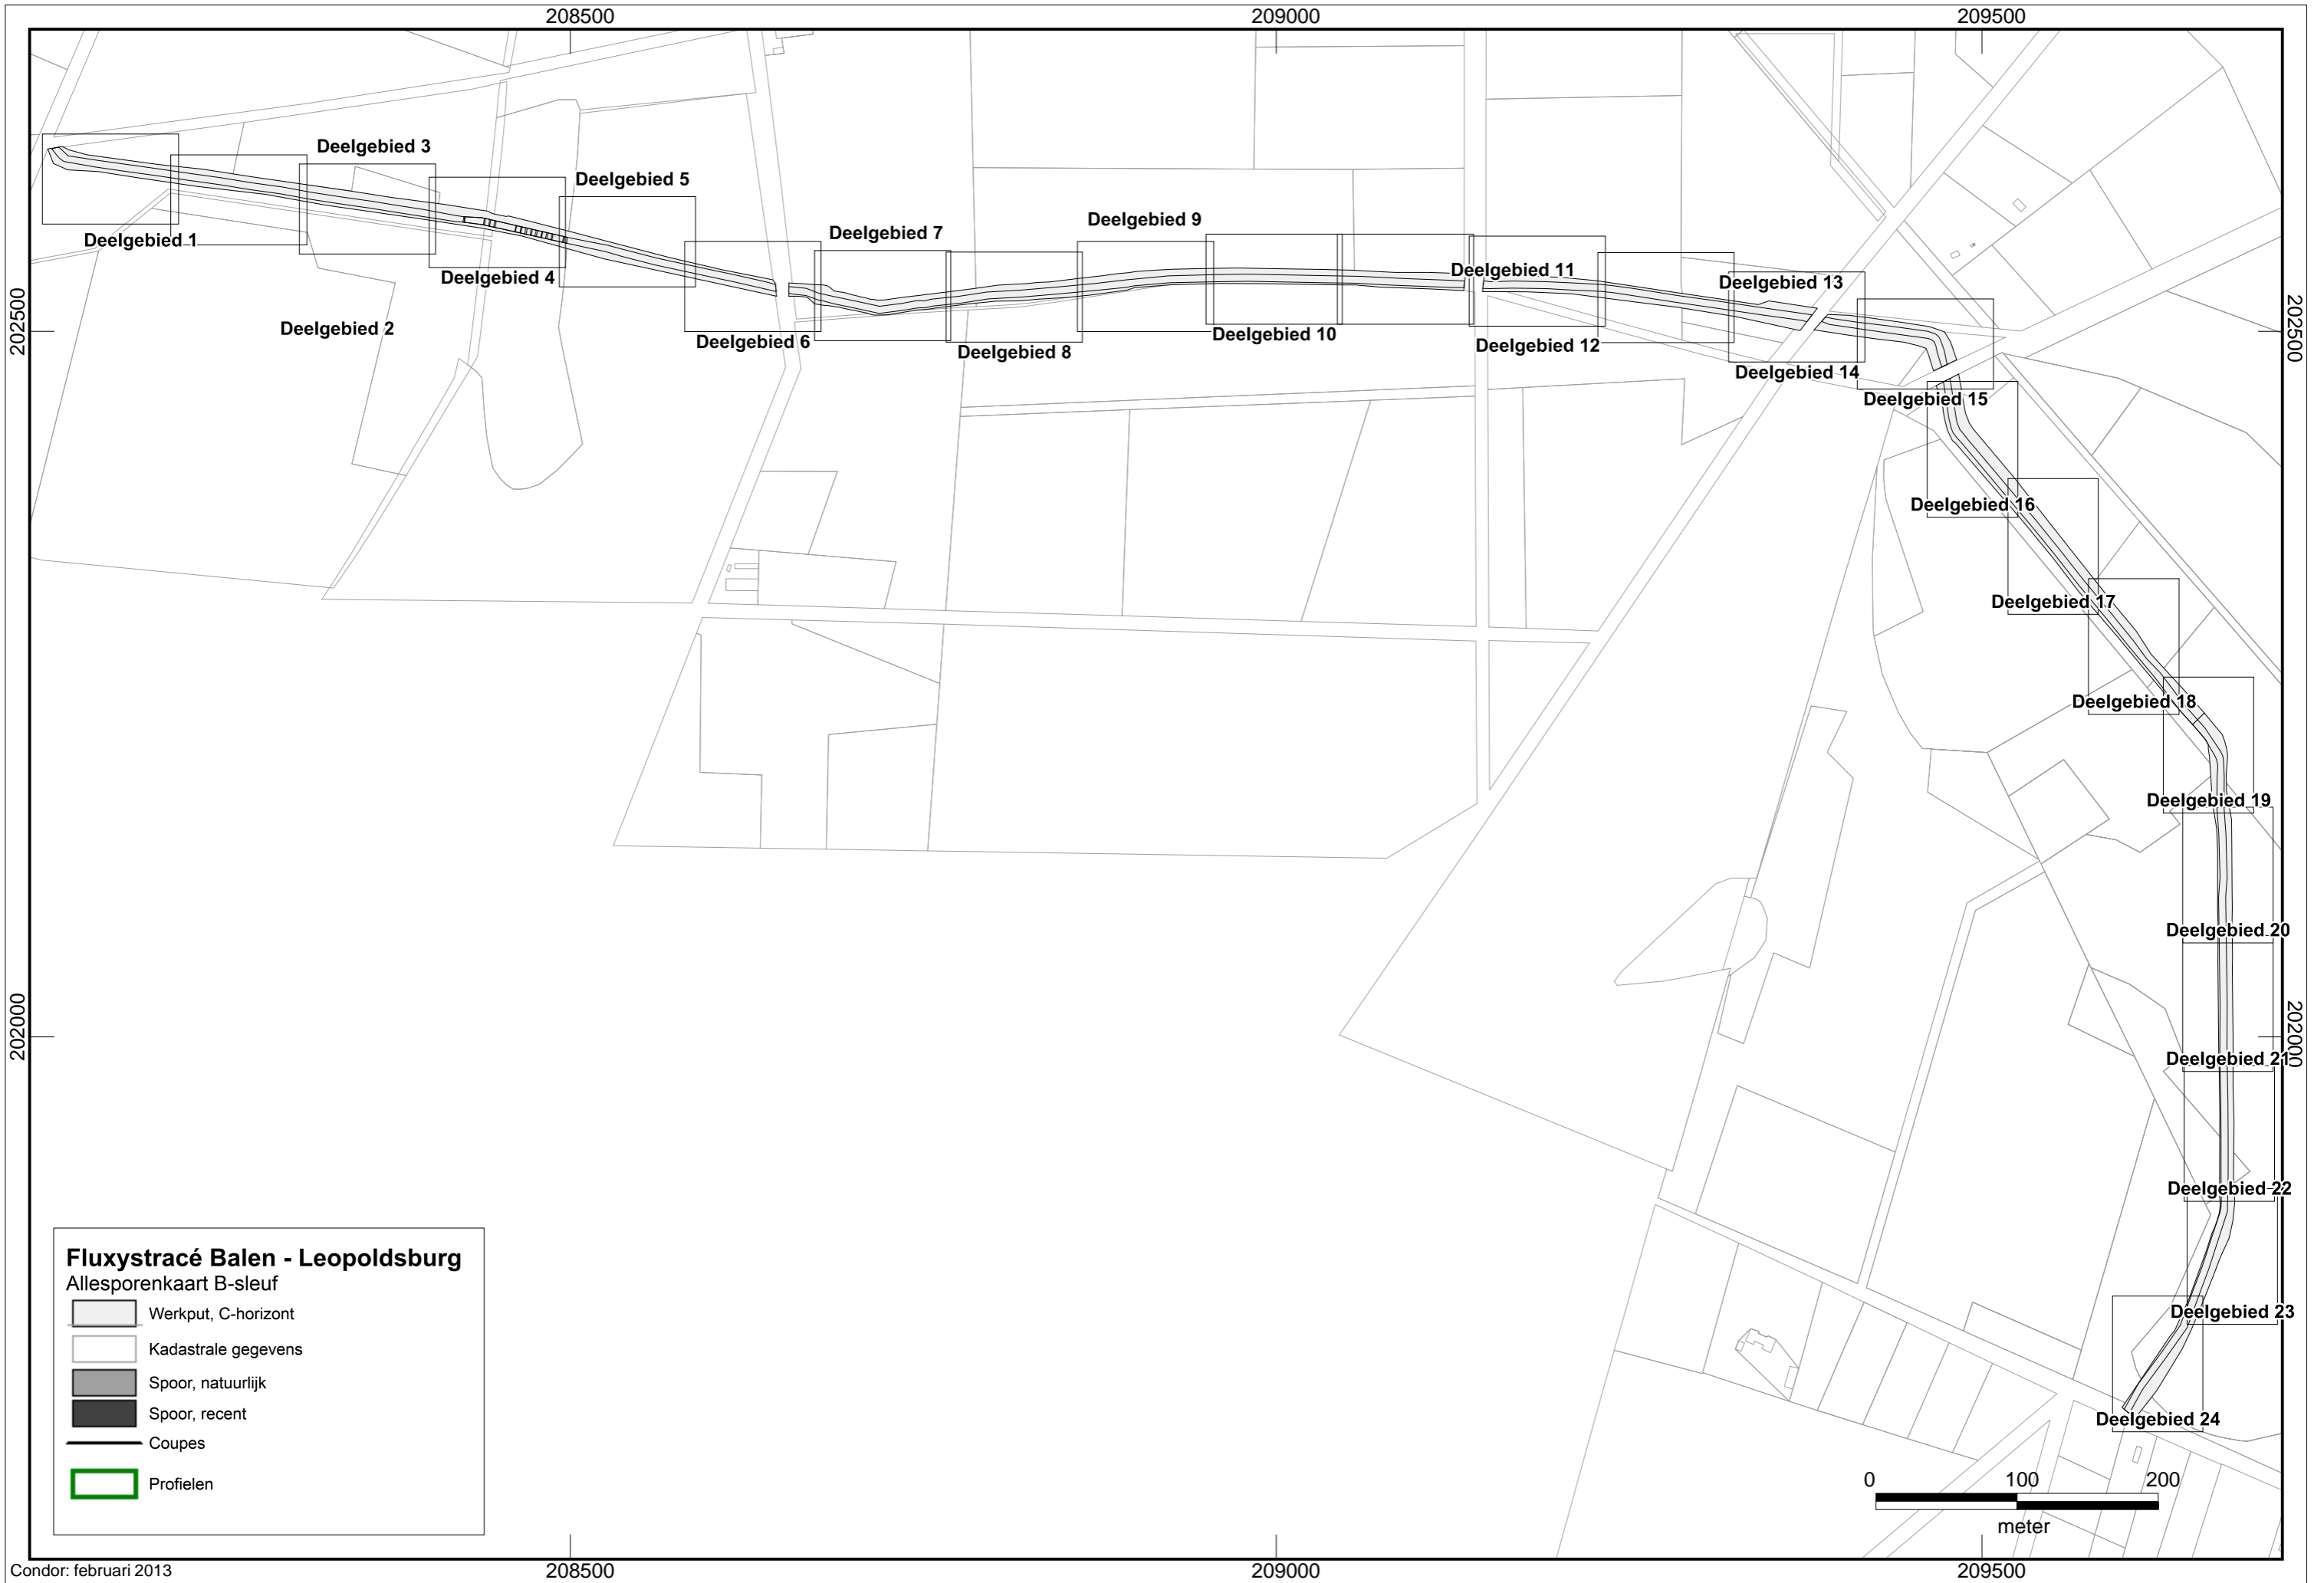 208500
209000
209500
Deelgebied 3
Deelgebied 5
Deelgebied 1
Deelgebied 9
Deelgebied 7
Deelgebied 4
Deelgebied 11
Deelgebied 13
202500
202500
Deelgebied 2
Deelgebied 6
Deelgebied 8
Deelgebied 10
Deelgebied 12
Deelgebied 14
Deelgebied 15
Deelgebied 16
Deelgebied 17
Deelgebied 18
Deelgebied 19
Deelgebied 20
202000
202000
Deelgebied 21
Deelgebied 22
Deelgebied 23
Deelgebied 24
Fluxystracé Balen - Leopoldsburg
Allesporenkaart B-sleuf
Werkput, C-horizont
Kadastrale gegevens
Spoor, natuurlijk
Spoor, recent
Coupes
Profielen
0 100 200
meter
Condor: februari 2013
208500
209000
209500